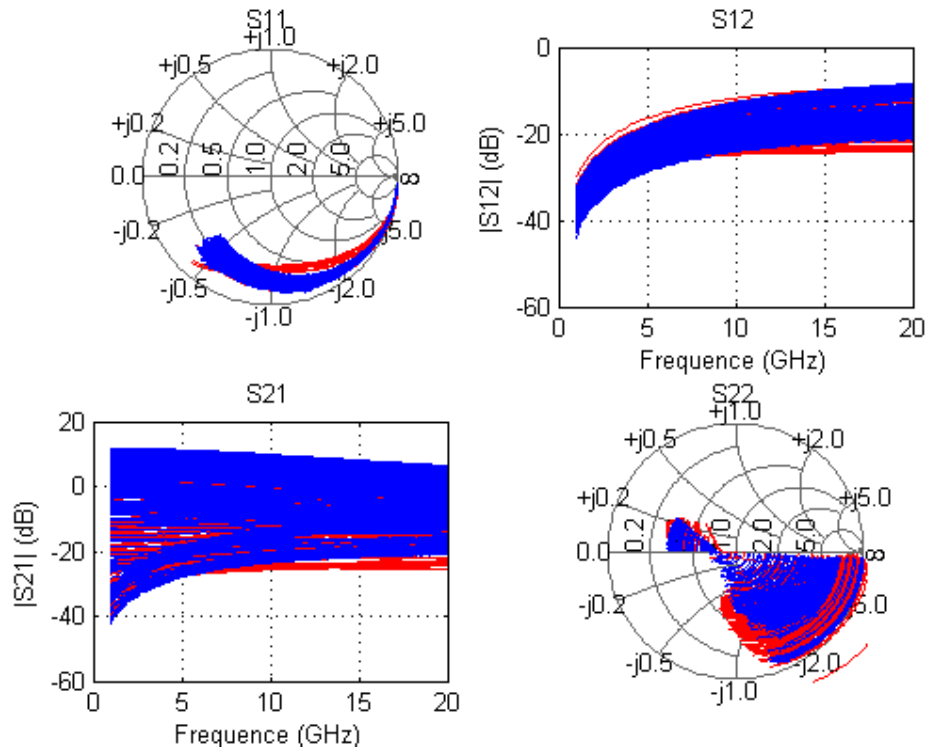 S11
+j1.0
+j0.5
+j2.0
+j0.2
+j5.0
0.0
0.2
0.5
1.0
2.0
5.0
∞
-j0.2
-j5.0
-j0.5
-j2.0
-j1.0
S12
0
-20
-40
-60
|S12| (dB)
0
5
10
15
20
Frequence (GHz)
S21
20
0
-20
-40
-60
|S21| (dB)
0
5
10
15
20
Frequence (GHz)
S22
+j1.0
+j0.5
+j2.0
+j0.2
+j5.0
0.0
0.2
2.0
5.0
∞
-j0.2
5.0
-j0.5
-j2.0
-j1.0